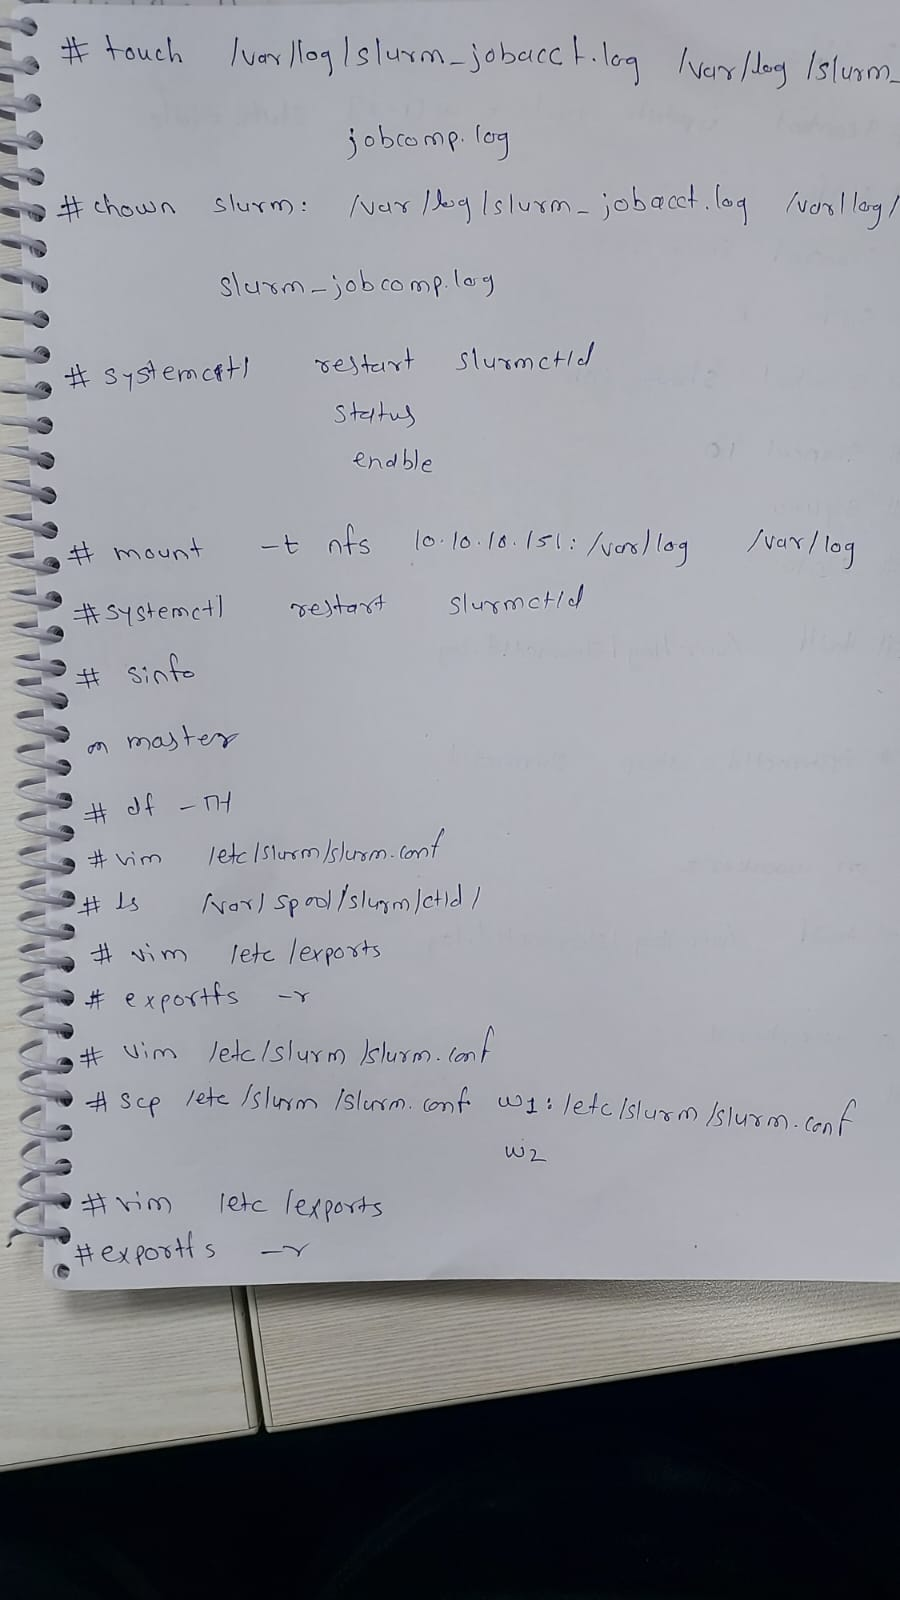 # touch /var/log/slurm_jobacct.log /var/log/slurm_
jobcomp.log
# chown slurm: /var/log/slurm_jobacct.log /var/log/
slurm_jobcomp.log
# systemctl restart slurmctld
status
enable
# mount -t nfs 10.10.10.151:/var/log /var/log
# systemctl restart slurmctld
# sinfo
on master
# df -TH
# vim /etc/slurm/slurm.conf
# ls /var/spool/slurm/ctld/
# vim /etc/exports
# exportfs -r
# vim /etc/slurm/slurm.conf
# scp /etc/slurm/slurm.conf w1:/etc/slurm/slurm.conf
w2
# vim /etc/exports
# exportfs -r